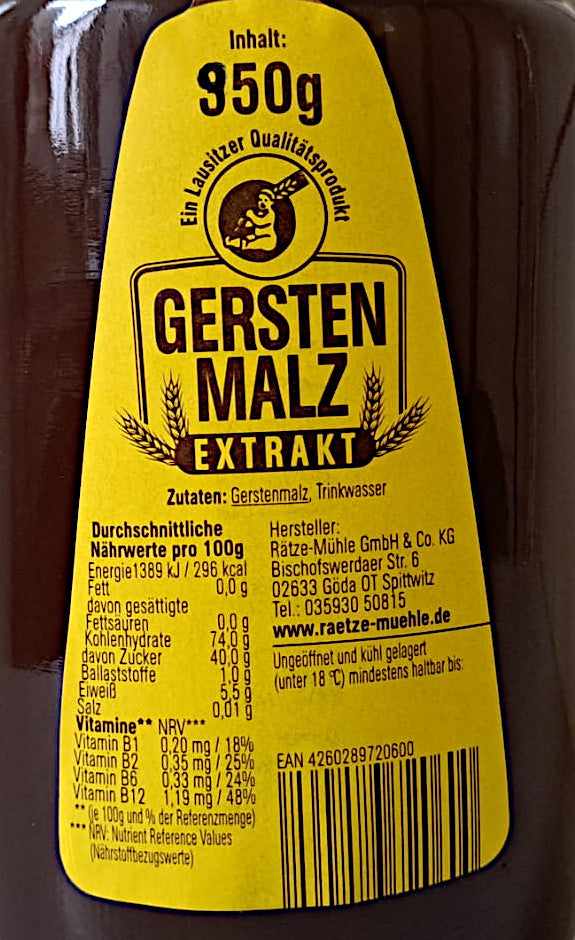 Inhalt:
950g
Ein Lausitzer Qualitätsprodukt
GERSTEN
MALZ
EXTRAKT
Zutaten: Gerstenmalz, Trinkwasser
Durchschnittliche
Nährwerte pro 100g
Energie1389 kJ / 296 kcal
Fett 0,0 g
davon gesättigte
Fettsäuren 0,0 g
Kohlenhydrate 74,0 g
davon Zucker 40,0 g
Ballaststoffe 1,0 g
Eiweiß 5,5 g
Salz 0,01 g
Vitamine** NRV***
Vitamin B1 0,20 mg / 18%
Vitamin B2 0,35 mg / 25%
Vitamin B6 0,33 mg / 24%
Vitamin B12 1,19 mg / 48%
** (je 100g und % der Referenzmenge)
*** NRV: Nutrient Reference Values
(Nährstoffbezugswerte)
Hersteller:
Rätze-Mühle GmbH & Co. KG
Bischofswerdaer Str. 6
02633 Göda OT Spittwitz
Tel.: 035930 50815
www.raetze-muehle.de
Ungeöffnet und kühl gelagert
(unter 18 °C) mindestens haltbar bis:
EAN 4260289720600